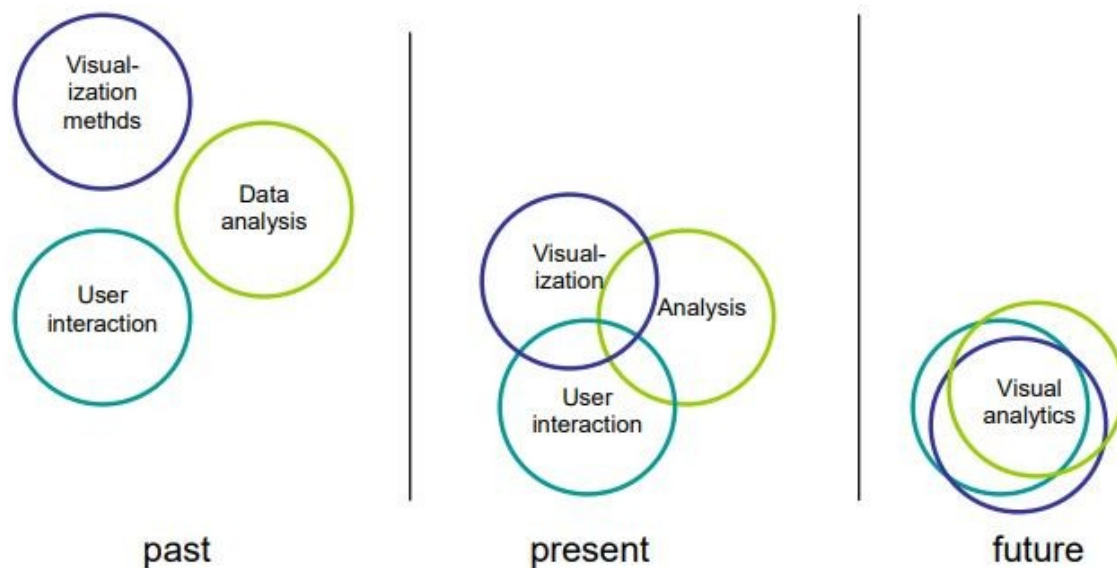 Visual-
ization
methds
Data
analysis
User
interaction
past
Visual-
ization
Analysis
User
interaction
present
Visual
analytics
future